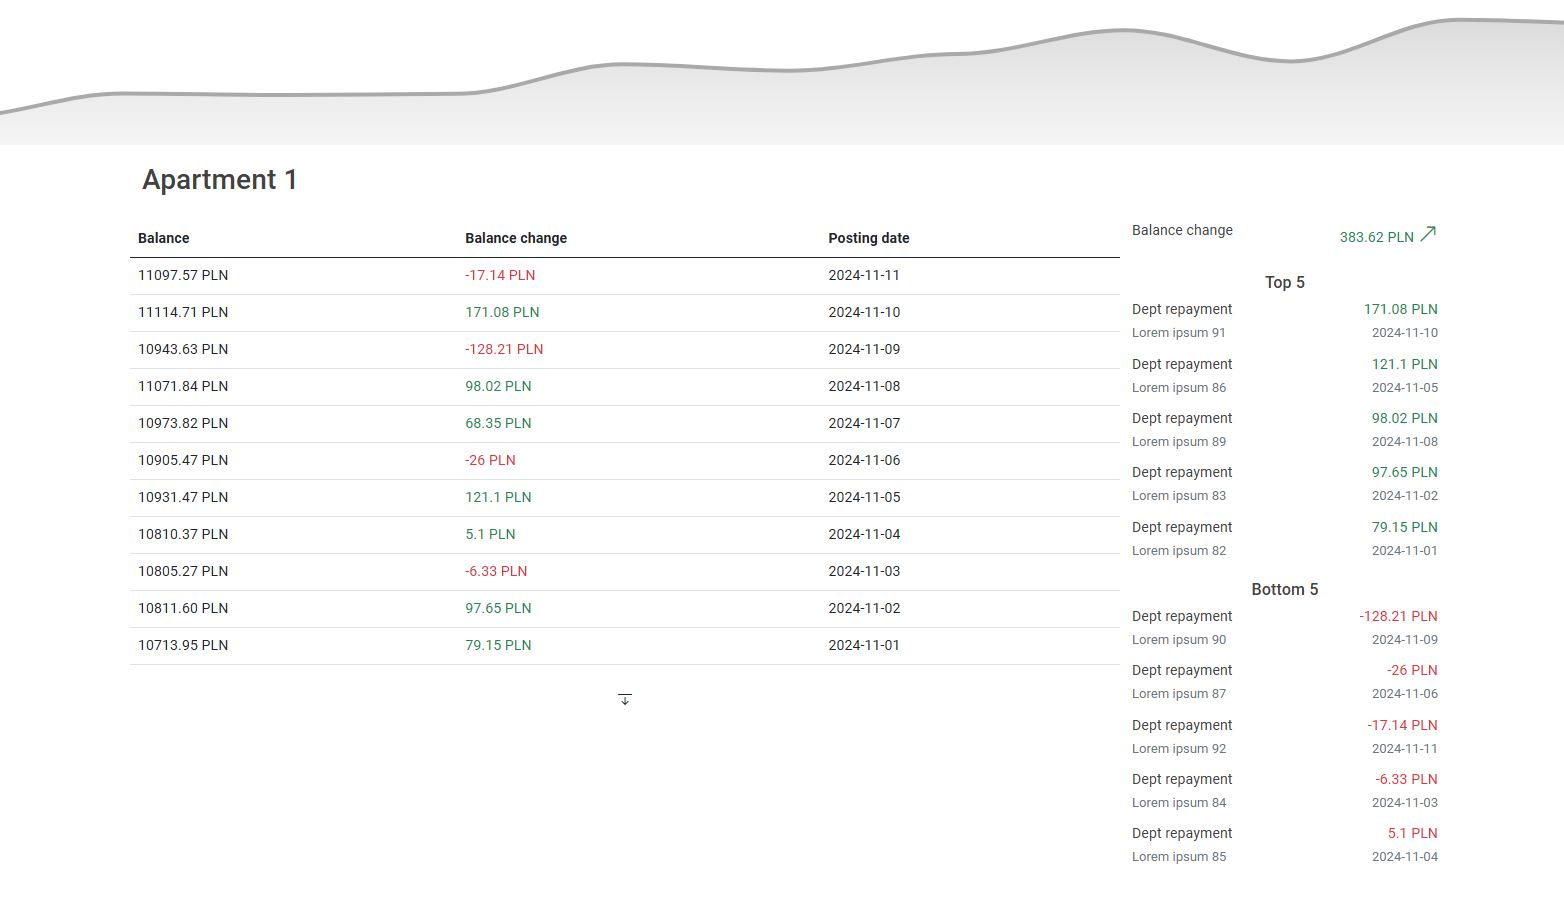 Apartment 1
Balance Balance change Posting date
11097.57 PLN -17.14 PLN 2024-11-11
11114.71 PLN 171.08 PLN 2024-11-10
10943.63 PLN -128.21 PLN 2024-11-09
11071.84 PLN 98.02 PLN 2024-11-08
10973.82 PLN 68.35 PLN 2024-11-07
10905.47 PLN -26 PLN 2024-11-06
10931.47 PLN 121.1 PLN 2024-11-05
10810.37 PLN 5.1 PLN 2024-11-04
10805.27 PLN -6.33 PLN 2024-11-03
10811.60 PLN 97.65 PLN 2024-11-02
10713.95 PLN 79.15 PLN 2024-11-01
Balance change 383.62 PLN
Top 5
Dept repayment 171.08 PLN
Lorem ipsum 91 2024-11-10
Dept repayment 121.1 PLN
Lorem ipsum 86 2024-11-05
Dept repayment 98.02 PLN
Lorem ipsum 89 2024-11-08
Dept repayment 97.65 PLN
Lorem ipsum 83 2024-11-02
Dept repayment 79.15 PLN
Lorem ipsum 82 2024-11-01
Bottom 5
Dept repayment -128.21 PLN
Lorem ipsum 90 2024-11-09
Dept repayment -26 PLN
Lorem ipsum 87 2024-11-06
Dept repayment -17.14 PLN
Lorem ipsum 92 2024-11-11
Dept repayment -6.33 PLN
Lorem ipsum 84 2024-11-03
Dept repayment 5.1 PLN
Lorem ipsum 85 2024-11-04